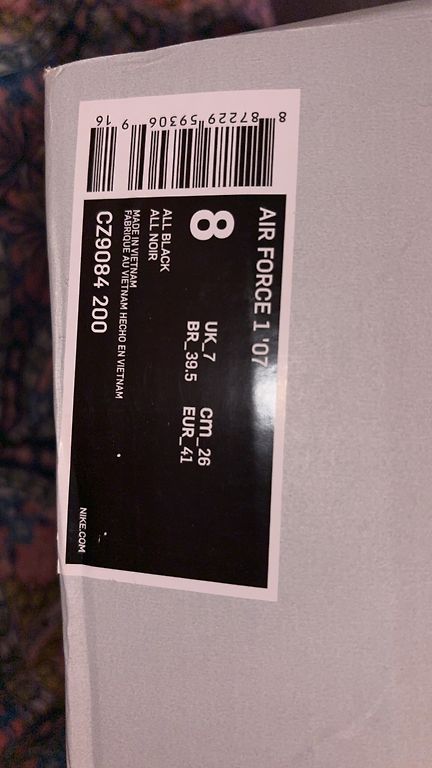 8 87229 59306 9 16
AIR FORCE 1 '07
8
UK_7 cm_26
BR_39.5 EUR_41
ALL BLACK
ALL NOIR
MADE IN VIETNAM
FABRIQUE AU VIETNAM HECHO EN VIETNAM
CZ9084 200
NIKE.COM